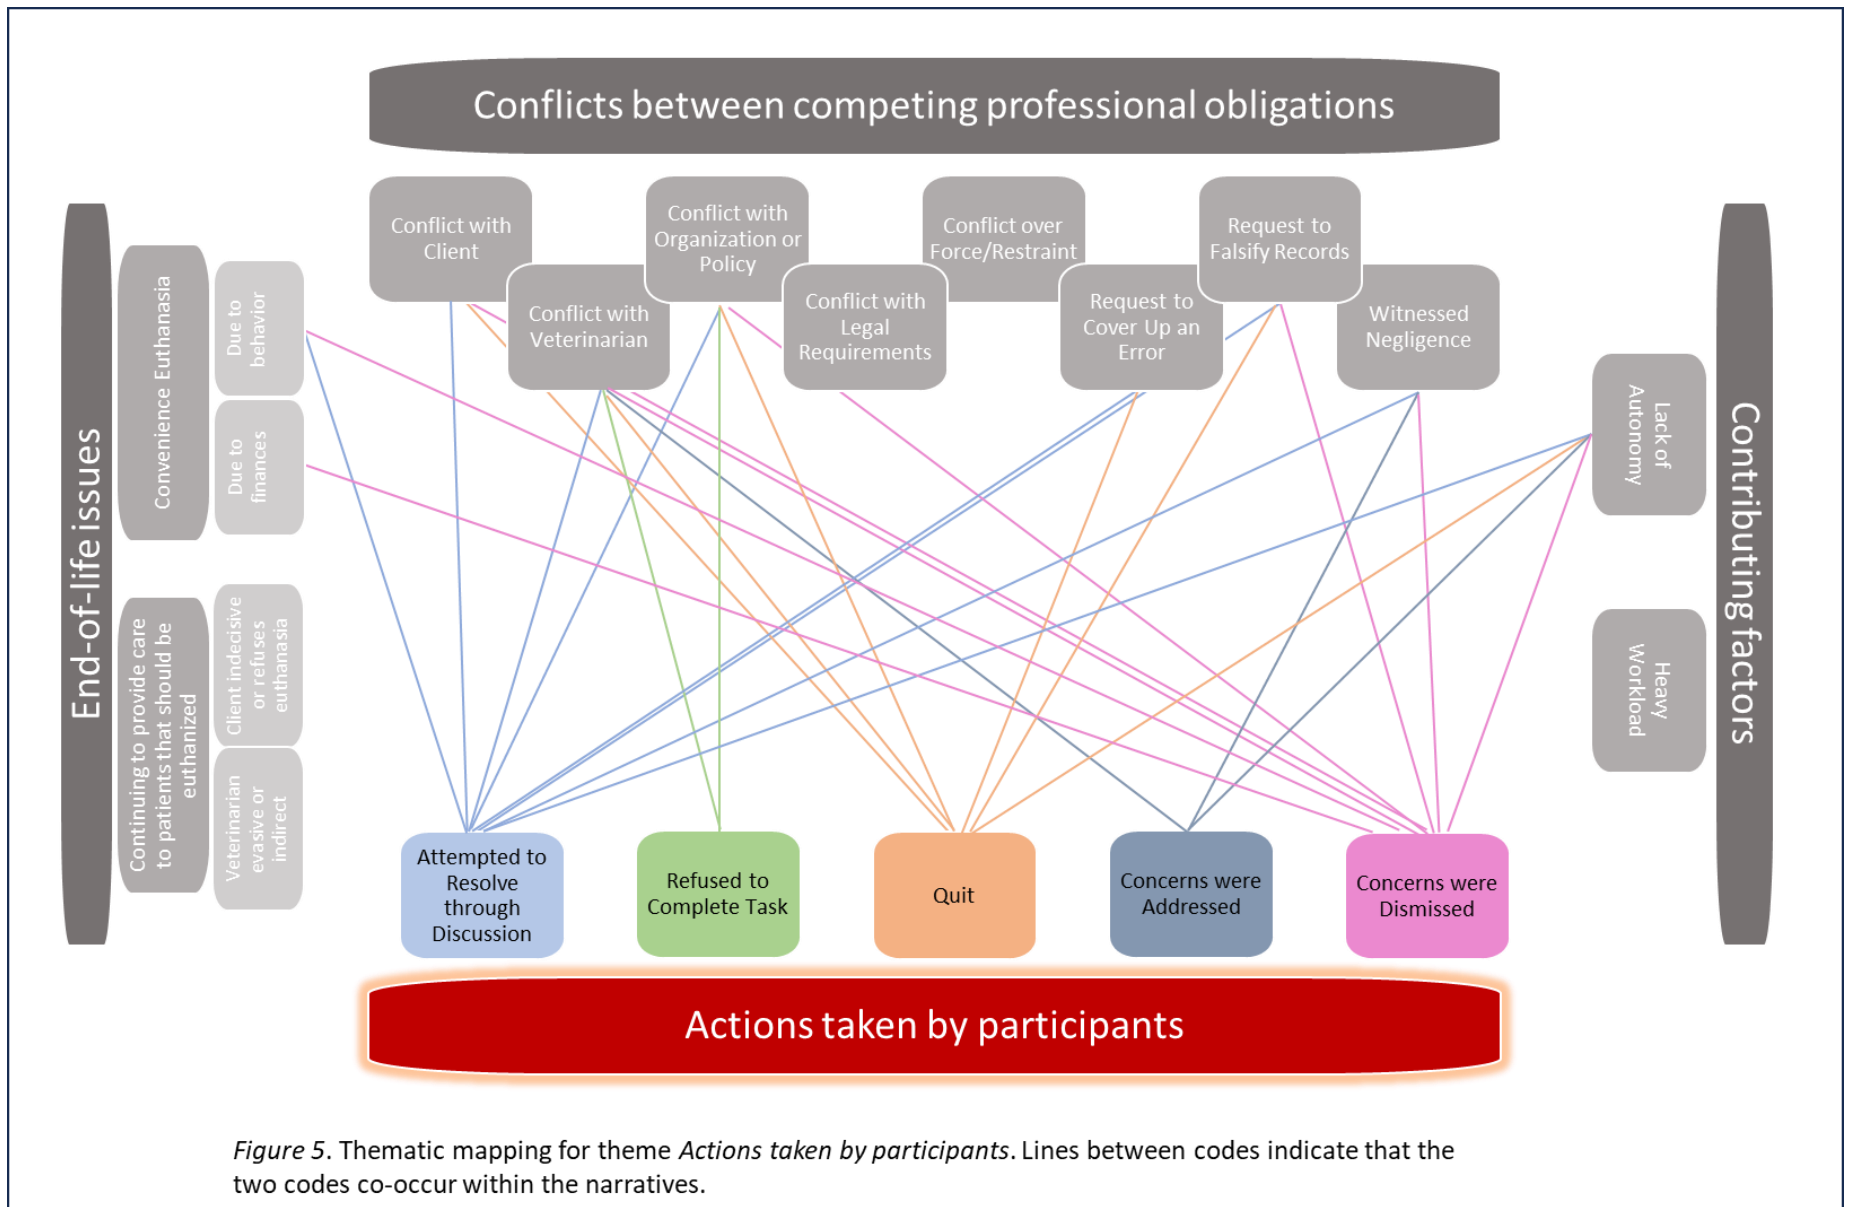 Conflicts between competing professional obligations
Conflict with
Client
Conflict with
Organization or
Policy
Conflict over
Force/Restraint
Request to
Falsify Records
Conflict with
Veterinarian
Conflict with
Legal
Requirements
Request to
Cover Up an
Error
Witnessed
Negligence
End-of-life issues
Convenience Euthanasia
Due to
behavior
Due to
finances
Continuing to provide care
to patients that should be
euthanized
Client indecisive
or refuses
euthanasia
Veterinarian
evasive or
indirect
Lack of
Autonomy
Heavy
Workload
Contributing factors
Attempted to
Resolve
through
Discussion
Refused to
Complete Task
Quit
Concerns were
Addressed
Concerns were
Dismissed
Actions taken by participants
Figure 5. Thematic mapping for theme Actions taken by participants. Lines between codes indicate that the
two codes co-occur within the narratives.